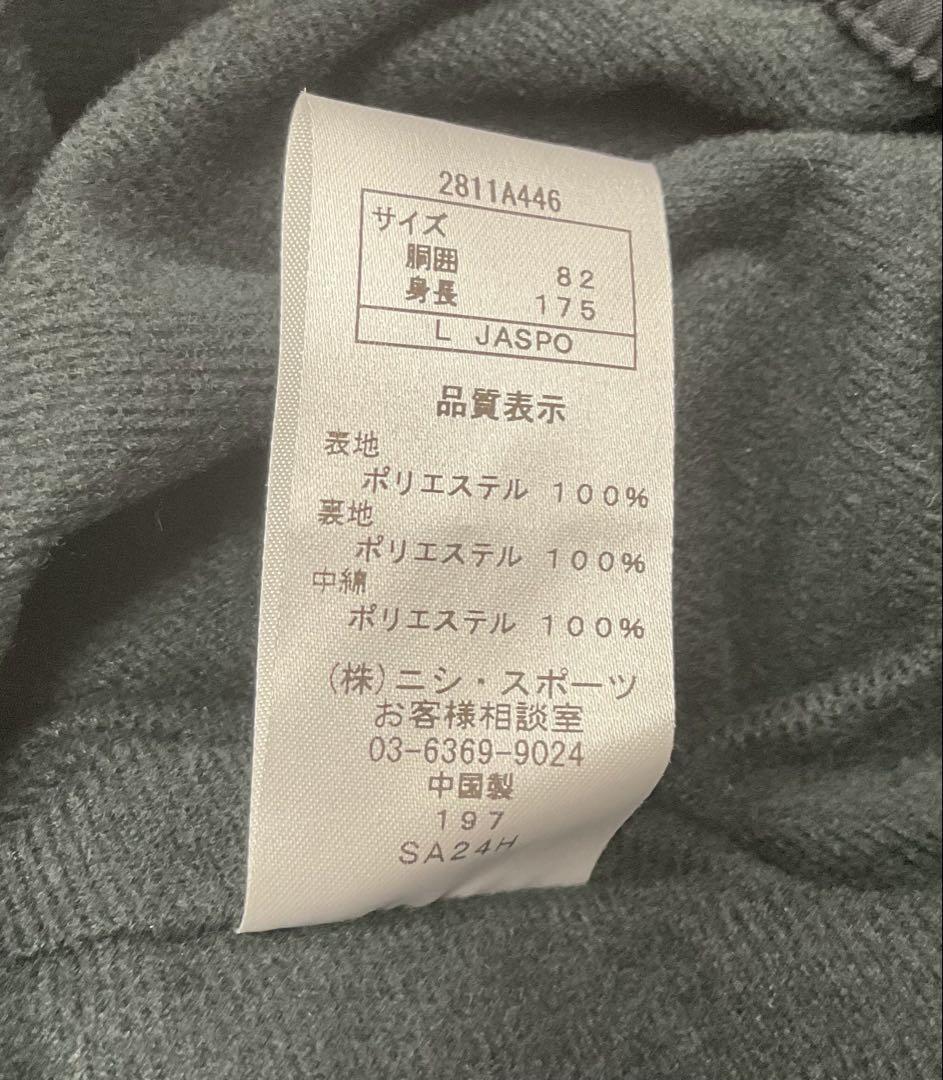 2811A446
サイズ
胴囲 82
身長 175
L JASPO
品質表示
表地
ポリエステル 100%
裏地
ポリエステル 100%
中綿
ポリエステル 100%
(株)ニシ・スポーツ
お客様相談室
03-6369-9024
中国製
197
SA24H